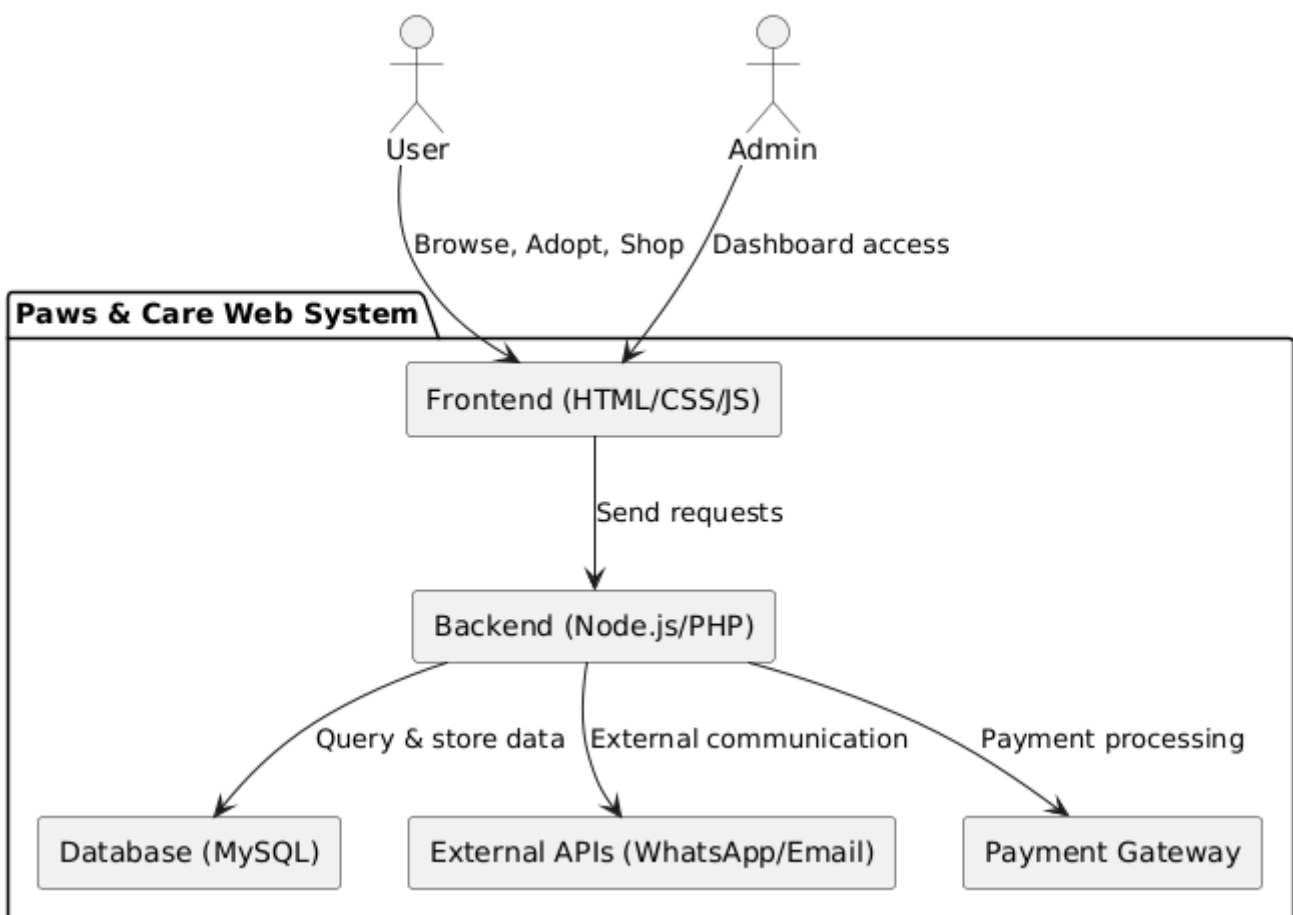 User
Admin
Browse, Adopt, Shop
Dashboard access
Paws & Care Web System
Frontend (HTML/CSS/JS)
Send requests
Backend (Node.js/PHP)
Query & store data
External communication
Payment processing
Database (MySQL)
External APIs (WhatsApp/Email)
Payment Gateway